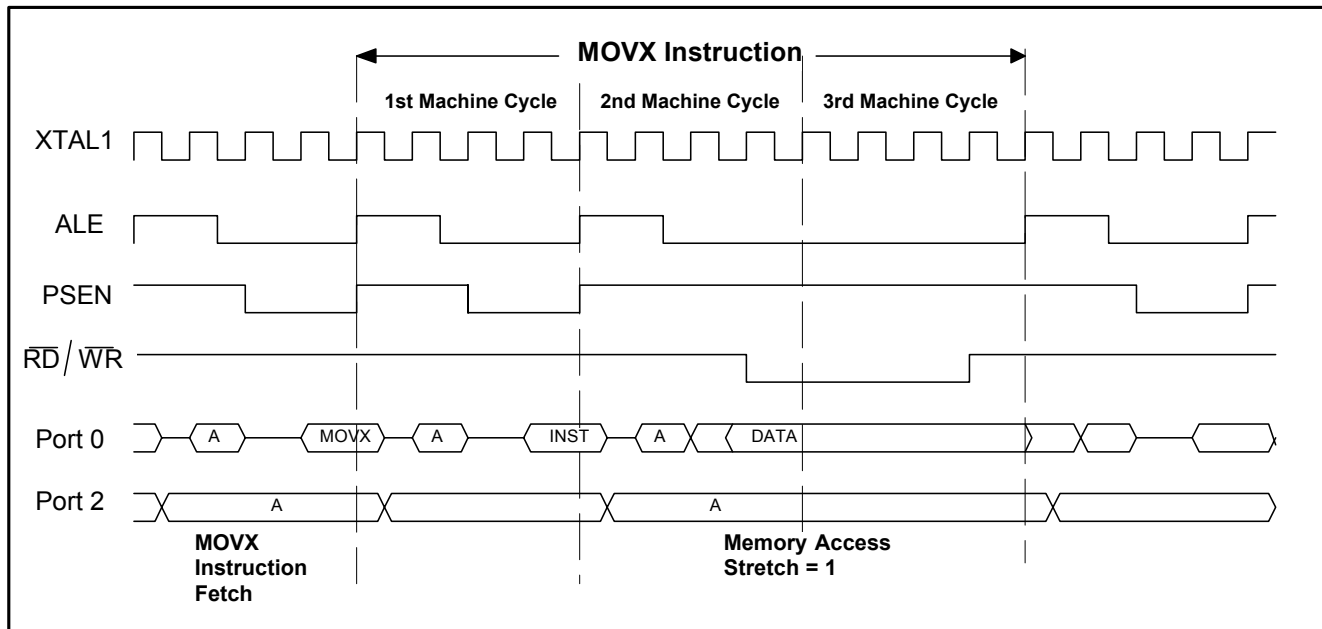 MOVX Instruction
1st Machine Cycle 2nd Machine Cycle 3rd Machine Cycle
XTAL1
ALE
PSEN
RD/WR
Port 0 A MOVX A INST A DATA
Port 2 A A
MOVX
Instruction
Fetch
Memory Access
Stretch = 1